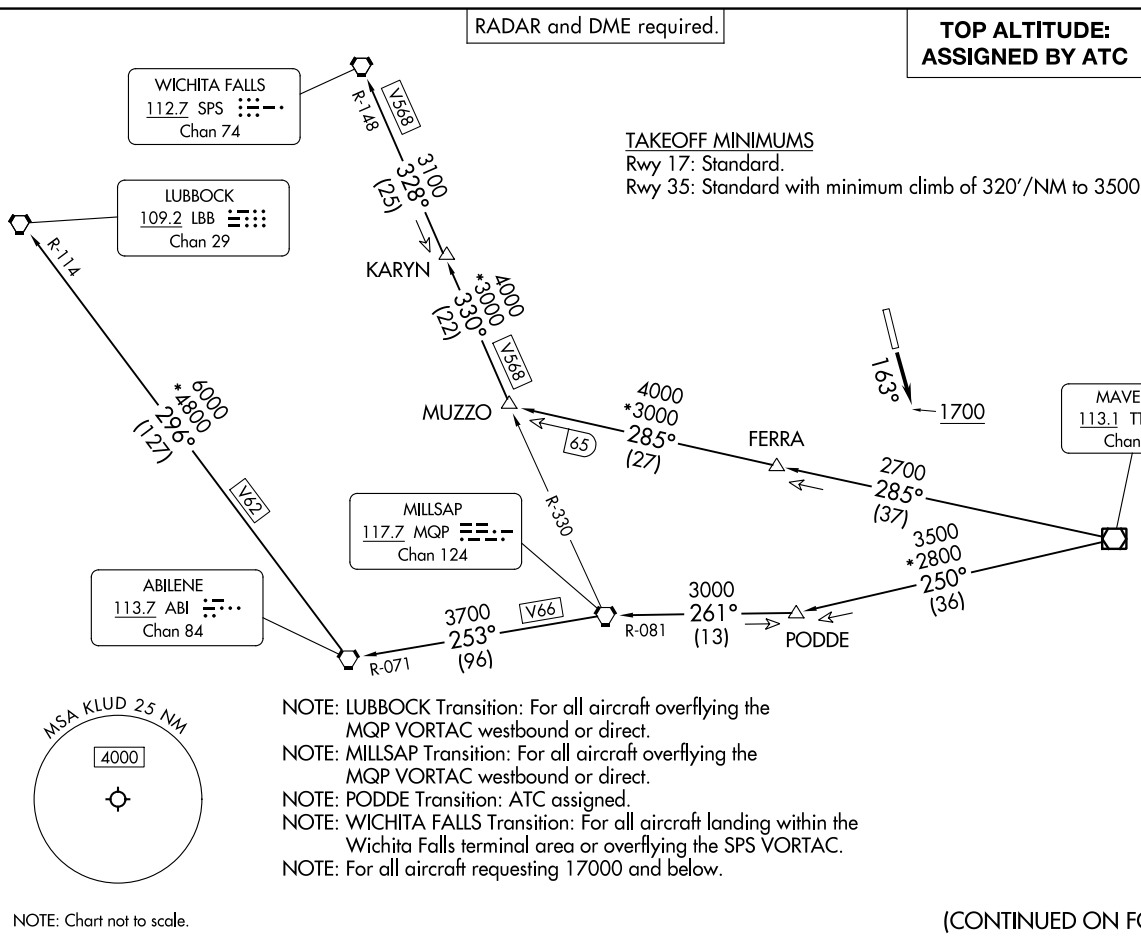 RADAR and DME required.
TOP ALTITUDE:
ASSIGNED BY ATC
WICHITA FALLS
112.7 SPS
Chan 74
R-148
V568
3100
328°
(25)
TAKEOFF MINIMUMS
Rwy 17: Standard.
Rwy 35: Standard with minimum climb of 320'/NM to 3500
LUBBOCK
109.2 LBB
Chan 29
R-114
KARYN
4000
*3000
330°
(22)
V568
163°
1700
6000
*4800
296°
(127)
V62
MUZZO
65
4000
*3000
285°
(27)
FERRA
2700
285°
(37)
MAVE
113.1
Chan
R-330
MILLSAP
117.7 MQP
Chan 124
3500
*2800
250°
(36)
ABILENE
113.7 ABI
Chan 84
3700
253°
(96)
V66
R-071
R-081
3000
261°
(13)
PODDE
MSA KLUD 25 NM
4000
NOTE: LUBBOCK Transition: For all aircraft overflying the
MQP VORTAC westbound or direct.
NOTE: MILLSAP Transition: For all aircraft overflying the
MQP VORTAC westbound or direct.
NOTE: PODDE Transition: ATC assigned.
NOTE: WICHITA FALLS Transition: For all aircraft landing within the
Wichita Falls terminal area or overflying the SPS VORTAC.
NOTE: For all aircraft requesting 17000 and below.
NOTE: Chart not to scale.
(CONTINUED ON FO